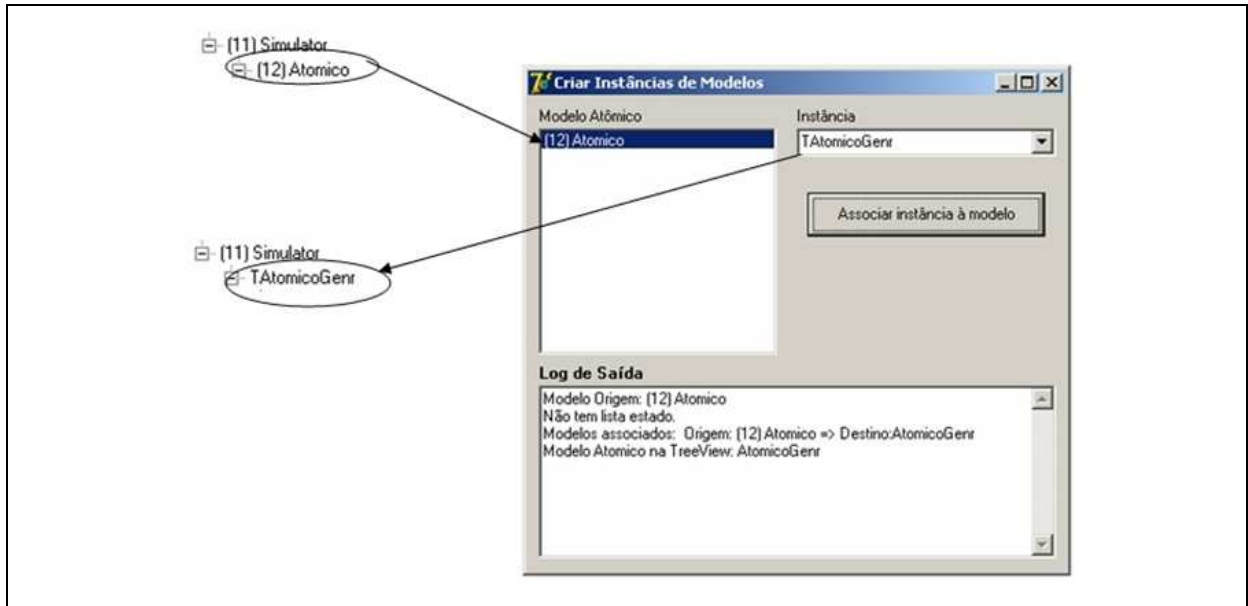 (11) Simulator
(12) Atomico
Criar Instâncias de Modelos
Modelo Atômico
Instância
(12) Atomico
TAtomicoGenr
Associar instância à modelo
(11) Simulator
TAtomicoGenr
Log de Saída
Modelo Origem: (12) Atomico
Não tem lista estado.
Modelos associados: Origem: (12) Atomico => Destino:AtomicoGenr
Modelo Atomico na TreeView: AtomicoGenr